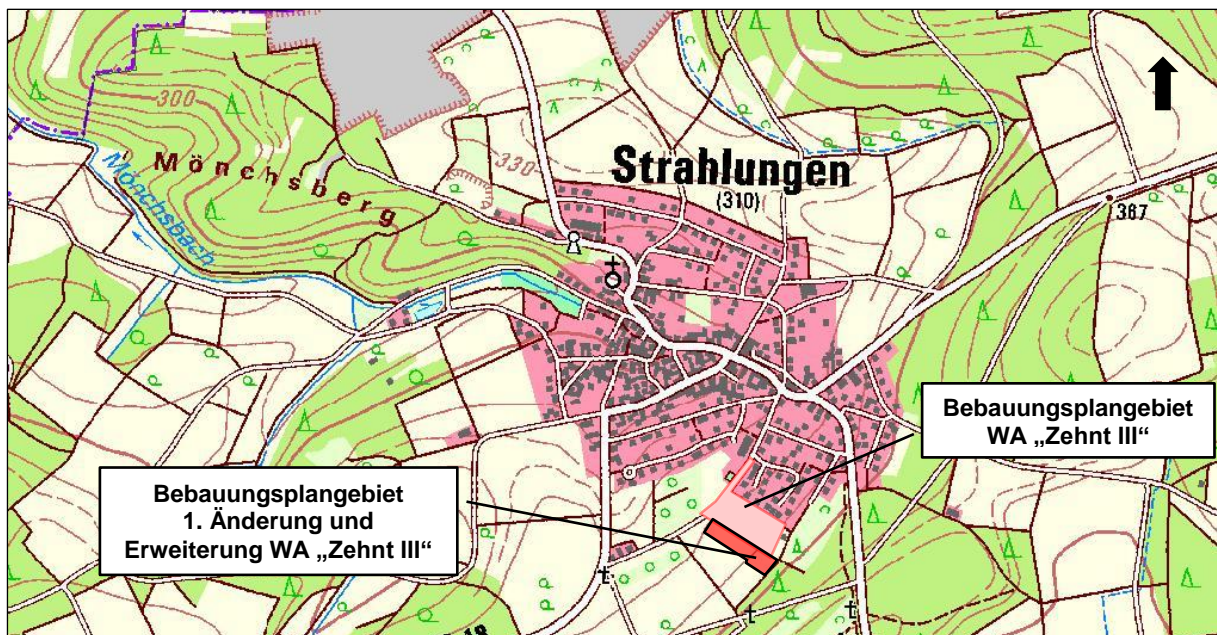 300
Mönchsberg
Mönchsbach
330
Strahlungen
(310)
367
Bebauungsplangebiet
WA „Zehnt III“
Bebauungsplangebiet
1. Änderung und
Erweiterung WA „Zehnt III“